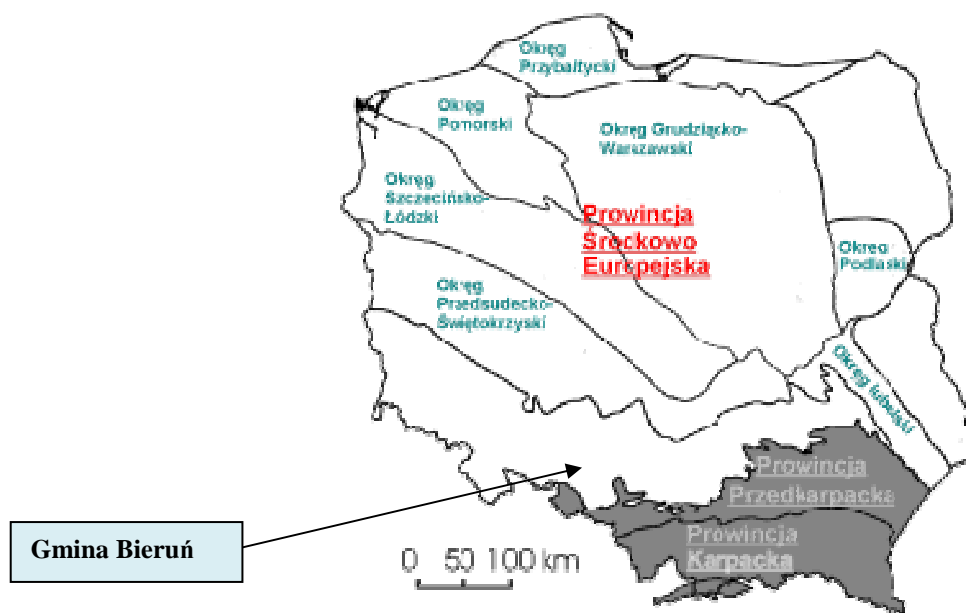 Okręg
Przybałtycki
Okręg
Pomorski
Okręg Grudziącko-
Warszawski
Okręg
Szczecińsko-
Łódzki
Prowincja
Środkowo
Europejska
Okręg
Podlaski
Okręg
Przedsudecko-
Świętokrzyski
Okręg lubelski
Prowincja
Przedkarpacka
Gmina Bieruń
Prowincja
Karpacka
0 50 100 km